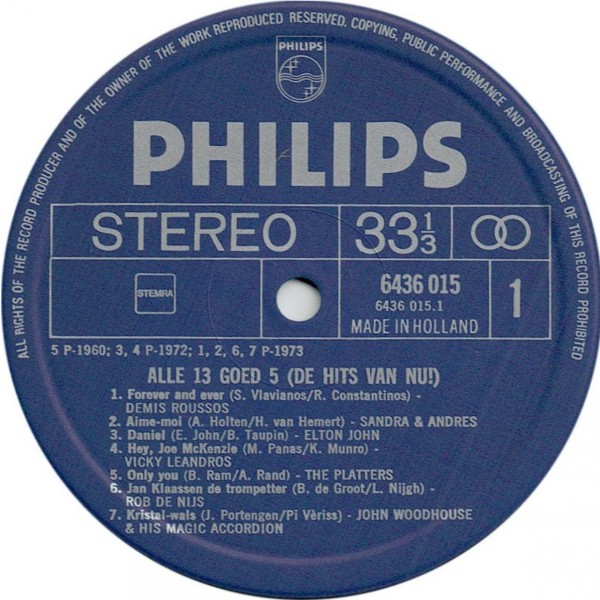 ALL RIGHTS OF THE RECORD PRODUCER AND OF THE OWNER OF THE WORK REPRODUCED RESERVED. COPYING, PUBLIC PERFORMANCE AND BROADCASTING OF THIS RECORD PROHIBITED
PHILIPS
PHILIPS
STEREO
33 1/3
STEMRA
6436 015
6436 015.1
MADE IN HOLLAND
1
5 P-1960; 3, 4 P-1972; 1, 2, 6, 7 P-1973
ALLE 13 GOED 5 (DE HITS VAN NU!)
1. Forever and ever (S. Vlavianos/R. Constantinos) -
DEMIS ROUSSOS
2. Aime-moi (A. Holten/H. van Hemert) - SANDRA & ANDRES
3. Daniel (E. John/B. Taupin) - ELTON JOHN
4. Hey, Joe McKenzie (M. Panas/K. Munro) -
VICKY LEANDROS
5. Only you (B. Ram/A. Rand) - THE PLATTERS
6. Jan Klaassen de trompetter (B. de Groot/L. Nijgh) -
ROB DE NIJS
7. Kristal-wals (J. Portengen/Pi Vèriss) - JOHN WOODHOUSE
& HIS MAGIC ACCORDION